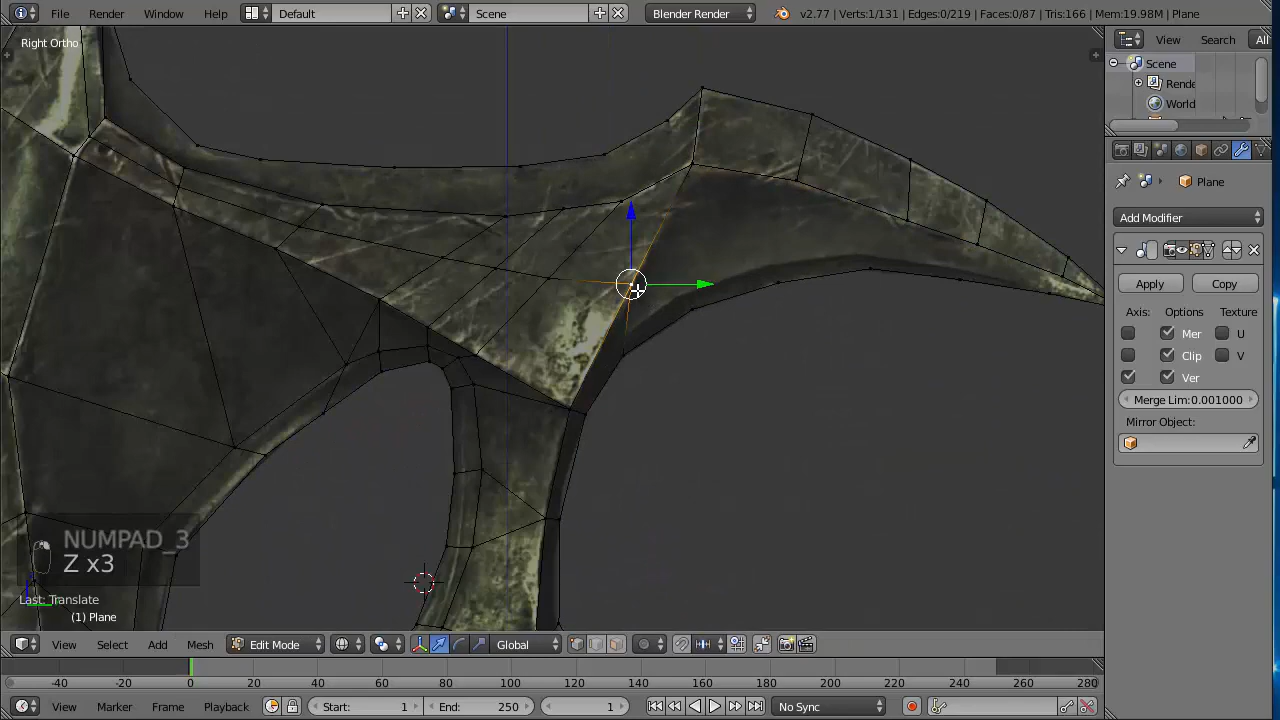 File Render Window Help Default Scene Blender Render v2.77 | Verts:1/131 | Edges:0/219 | Faces:0/87 | Tris:166 | Mem:19.98M | Plane
Right Ortho
View Search All
Scene
Rende
World
Plane
Add Modifier
Apply Copy
Axis: Options Texture
Mer U
Clip V
Ver
Merge Lim:0.001000
Mirror Object:
NUMPAD_3
Z x3
Last: Translate
(1) Plane
View Select Add Mesh Edit Mode Global
-40 -20 0 20 40 60 80 100 120 140 160 180 200 220 240 260 280
View Marker Frame Playback Start: 1 End: 250 1 No Sync